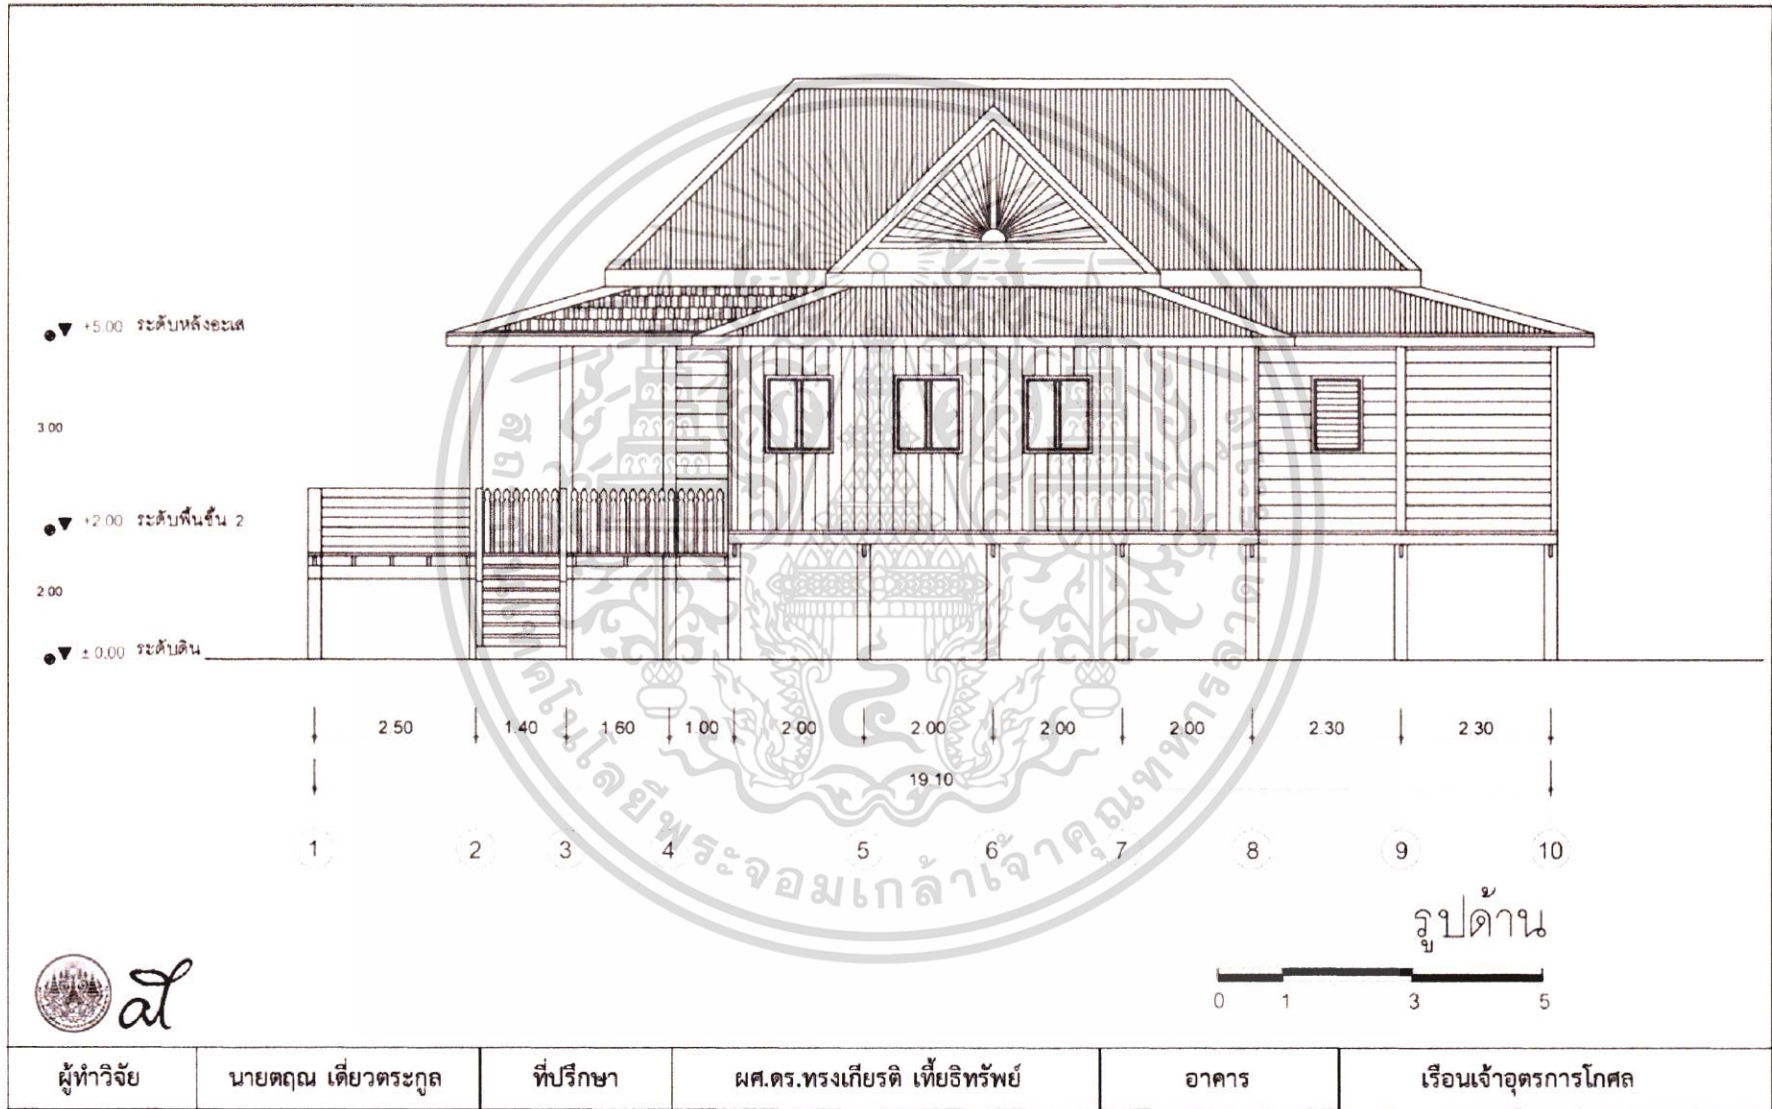 +5.00 ระดับหลังอะเส
3.00
+2.00 ระดับพื้นชั้น 2
2.00
± 0.00 ระดับดิน
2.50 1.40 1.60 1.00 2.00 2.00 2.00 2.00 2.30 2.30
19.10
1 2 3 4 5 6 7 8 9 10
รูปด้าน
0 1 3 5
ผู้ทำวิจัย นายตฤณ เดี่ยวตระกูล ที่ปรึกษา ผศ.ดร.ทรงเกียรติ เที้ยธิทรัพย์ อาคาร เรือนเจ้าอุตรการโกศล